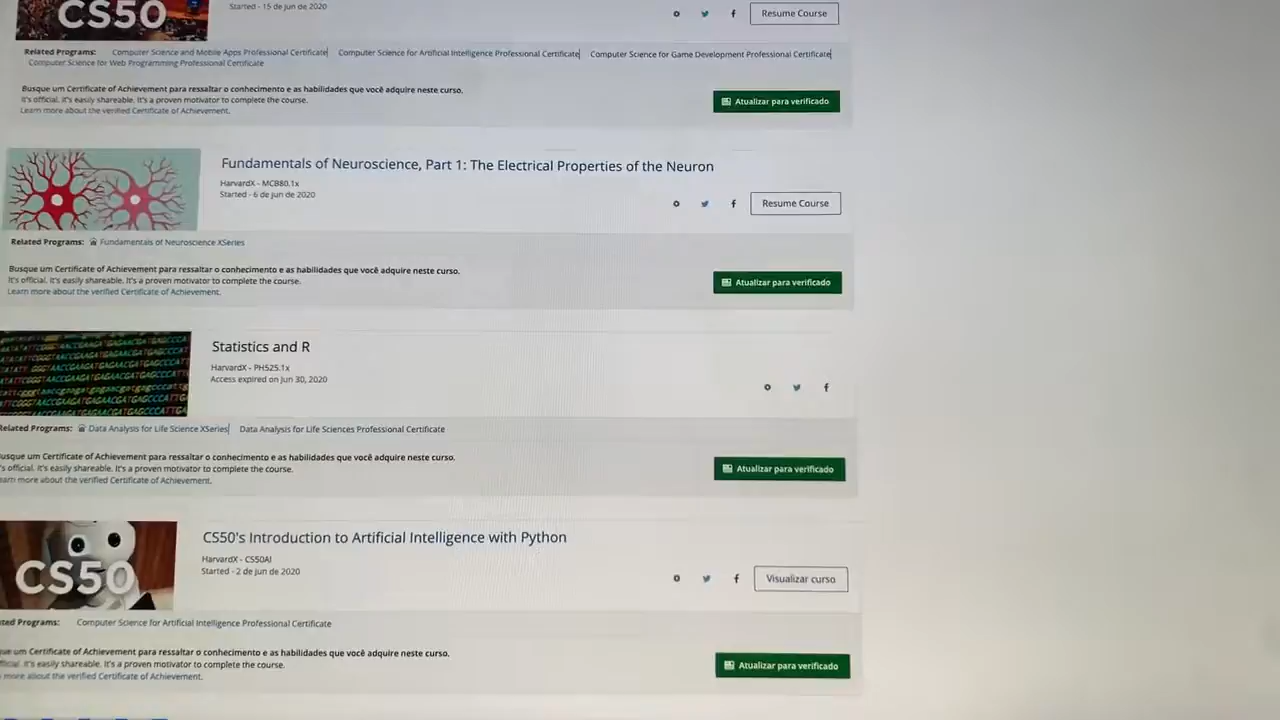 CS50
Started - 15 de jun de 2020
Resume Course
Related Programs: Computer Science and Mobile Apps Professional Certificate| Computer Science for Artificial Intelligence Professional Certificate| Computer Science for Game Development Professional Certificate|
Computer Science for Web Programming Professional Certificate
Busque um Certificate of Achievement para ressaltar o conhecimento e as habilidades que você adquire neste curso.
It's official. It's easily shareable. It's a proven motivator to complete the course.
Learn more about the verified Certificate of Achievement.
Atualizar para verificado
Fundamentals of Neuroscience, Part 1: The Electrical Properties of the Neuron
HarvardX - MCB80.1x
Started - 6 de jun de 2020
Resume Course
Related Programs: Fundamentals of Neuroscience XSeries
Busque um Certificate of Achievement para ressaltar o conhecimento e as habilidades que você adquire neste curso.
It's official. It's easily shareable. It's a proven motivator to complete the course.
Learn more about the verified Certificate of Achievement.
Atualizar para verificado
Statistics and R
HarvardX - PH525.1x
Access expired on Jun 30, 2020
Related Programs: Data Analysis for Life Science XSeries| Data Analysis for Life Sciences Professional Certificate
usque um Certificate of Achievement para ressaltar o conhecimento e as habilidades que você adquire neste curso.
's official. It's easily shareable. It's a proven motivator to complete the course.
earn more about the verified Certificate of Achievement.
Atualizar para verificado
CS50's Introduction to Artificial Intelligence with Python
HarvardX - CS50AI
Started - 2 de jun de 2020
Visualizar curso
CS50
ted Programs: Computer Science for Artificial Intelligence Professional Certificate
que um Certificate of Achievement para ressaltar o conhecimento e as habilidades que você adquire neste curso.
fficial. It's easily shareable. It's a proven motivator to complete the course.
more about the verified Certificate of Achievement.
Atualizar para verificado